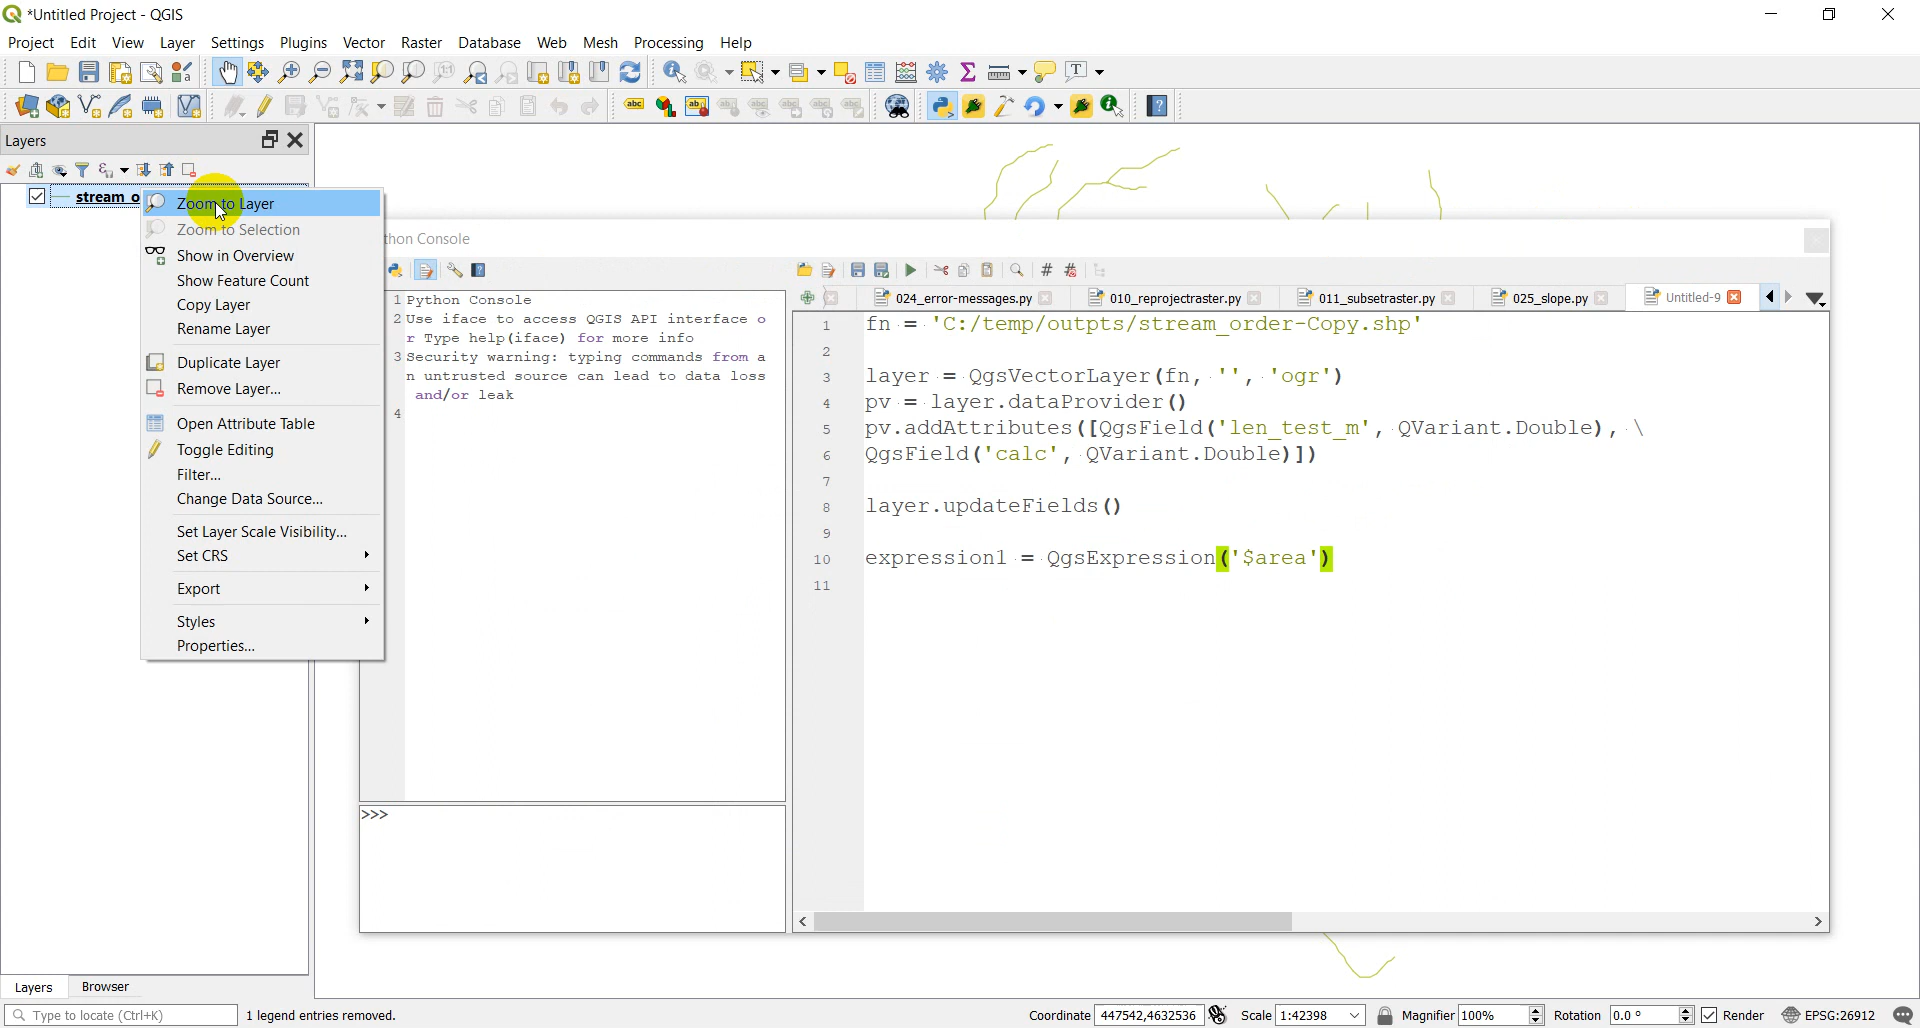 *Untitled Project - QGIS
Project Edit View Layer Settings Plugins Vector Raster Database Web Mesh Processing Help
Layers
stream_o
Zoom to Layer
Zoom to Selection
Show in Overview
Show Feature Count
Copy Layer
Rename Layer
Duplicate Layer
Remove Layer...
Open Attribute Table
Toggle Editing
Filter...
Change Data Source...
Set Layer Scale Visibility...
Set CRS
Export
Styles
Properties...
thon Console
1 Python Console
2 Use iface to access QGIS API interface o
r Type help(iface) for more info
3 Security warning: typing commands from a
n untrusted source can lead to data loss
and/or leak
4
>>>
024_error-messages.py 010_reprojectraster.py 011_subsetraster.py 025_slope.py Untitled-9
1 fn = 'C:/temp/outpts/stream_order-Copy.shp'
2
3 layer = QgsVectorLayer(fn, '', 'ogr')
4 pv = layer.dataProvider()
5 pv.addAttributes([QgsField('len_test_m', QVariant.Double), \
6 QgsField('calc', QVariant.Double)])
7
8 layer.updateFields()
9
10 expression1 = QgsExpression('$area')
11
Layers Browser
Type to locate (Ctrl+K) 1 legend entries removed. Coordinate 447542,4632536 Scale 1:42398 Magnifier 100% Rotation 0.0 ° Render EPSG:26912